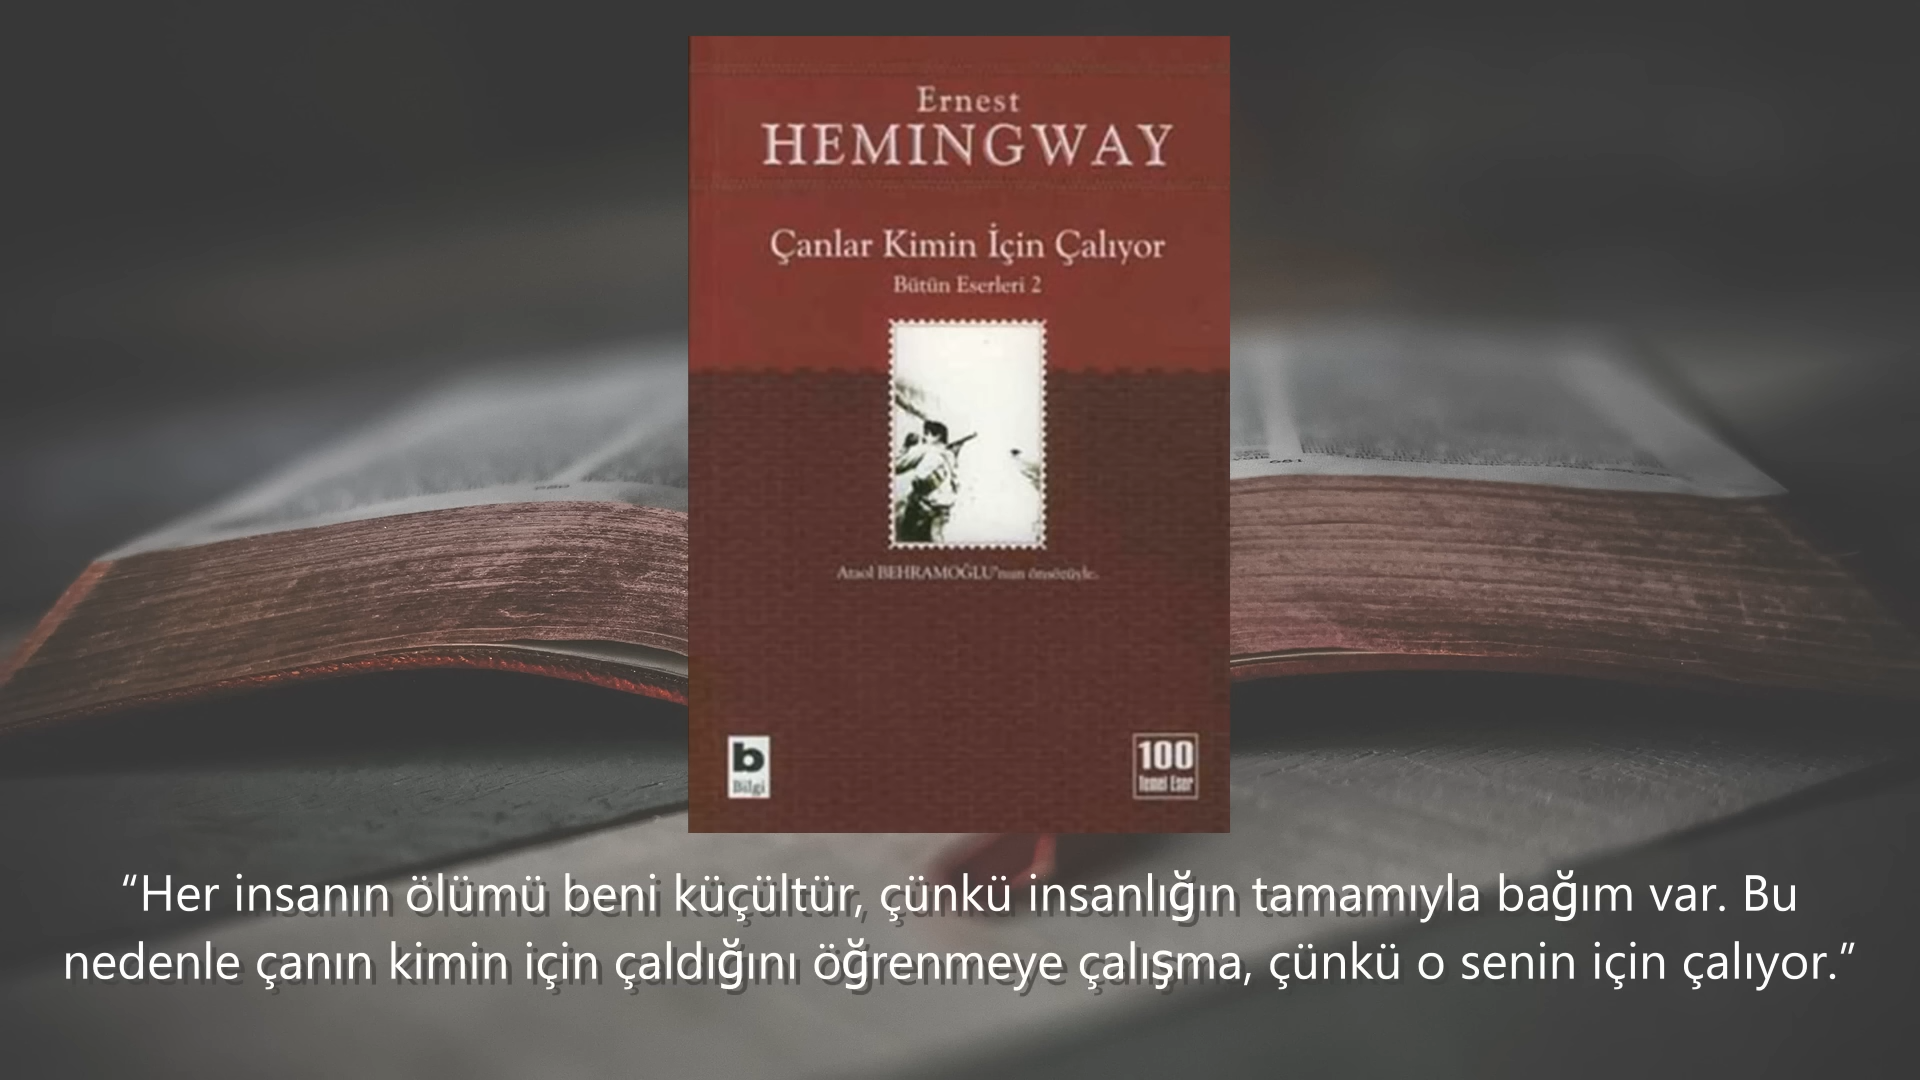 Ernest
HEMINGWAY
Çanlar Kimin İçin Çalıyor
Bütün Eserleri 2
Ataol BEHRAMOĞLU'nun önsözüyle.
b
Bilgi
100
Temel Eser
“Her insanın ölümü beni küçültür, çünkü insanlığın tamamıyla bağım var. Bu
nedenle çanın kimin için çaldığını öğrenmeye çalışma, çünkü o senin için çalıyor.”